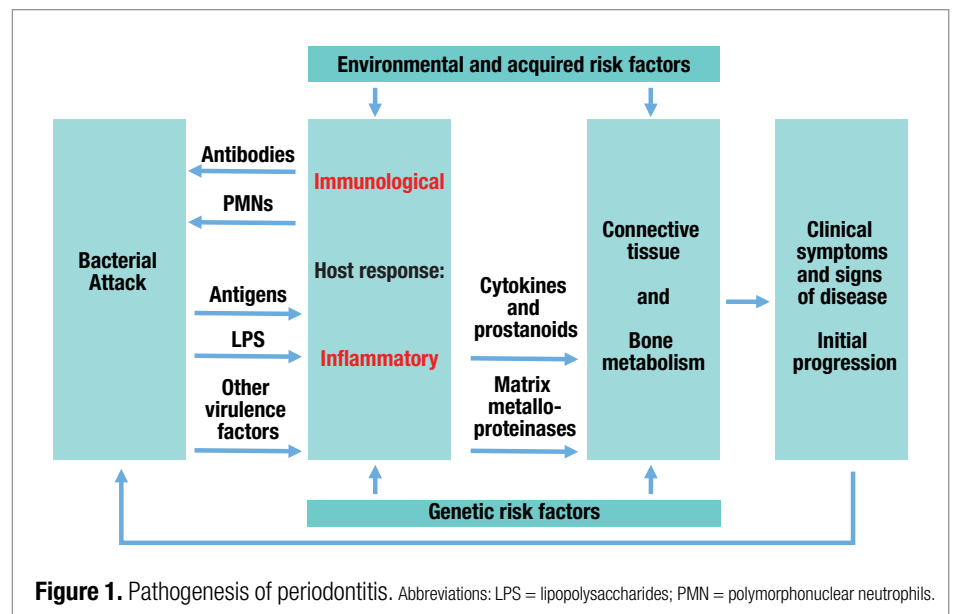 Environmental and acquired risk factors
Bacterial
Attack
Antibodies
PMNs
Antigens
LPS
Other
virulence
factors
Immunological
Host response:
Inflammatory
Cytokines
and
prostanoids
Matrix
metallo-
proteinases
Connective
tissue
and
Bone
metabolism
Clinical
symptoms
and signs
of disease
Initial
progression
Genetic risk factors
Figure 1. Pathogenesis of periodontitis. Abbreviations: LPS = lipopolysaccharides; PMN = polymorphonuclear neutrophils.